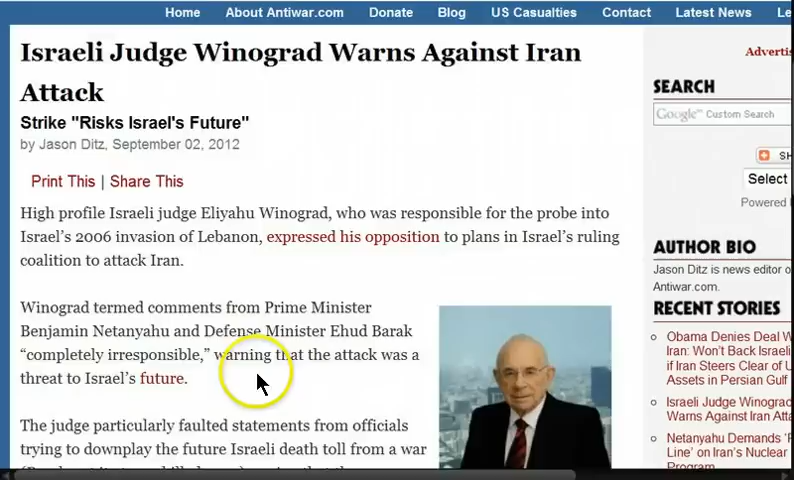 Home About Antiwar.com Donate Blog US Casualties Contact Latest News Le
Israeli Judge Winograd Warns Against Iran
Attack
Strike "Risks Israel's Future"
by Jason Ditz, September 02, 2012
Print This | Share This
High profile Israeli judge Eliyahu Winograd, who was responsible for the probe into
Israel's 2006 invasion of Lebanon, expressed his opposition to plans in Israel's ruling
coalition to attack Iran.
Winograd termed comments from Prime Minister
Benjamin Netanyahu and Defense Minister Ehud Barak
“completely irresponsible,” warning that the attack was a
threat to Israel's future.
The judge particularly faulted statements from officials
trying to downplay the future Israeli death toll from a war
Advertis
SEARCH
Google™ Custom Search
SH
Select
Powered
AUTHOR BIO
Jason Ditz is news editor o
Antiwar.com.
RECENT STORIES
Obama Denies Deal W
Iran: Won't Back Israeli
if Iran Steers Clear of U
Assets in Persian Gulf
Israeli Judge Winograd
Warns Against Iran Atta
Netanyahu Demands 'R
Line' on Iran's Nuclear
Program